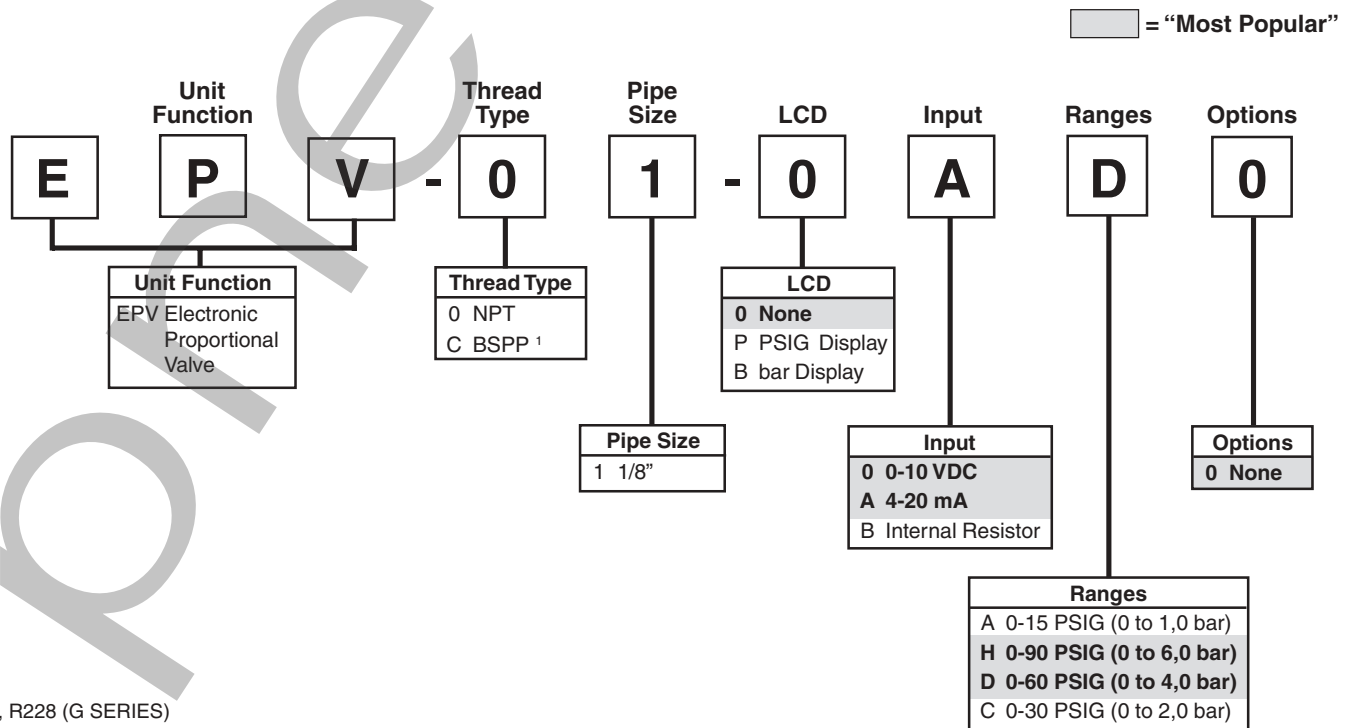 = “Most Popular”
Unit
Function
Thread
Type
Pipe
Size
LCD
Input
Ranges
Options
E P V - 0 1 - 0 A D 0
Unit Function
EPV Electronic
Proportional
Valve
Thread Type
0 NPT
C BSPP 1
LCD
0 None
P PSIG Display
B bar Display
Pipe Size
1 1/8”
Input
0 0-10 VDC
A 4-20 mA
B Internal Resistor
Options
0 None
Ranges
A 0-15 PSIG (0 to 1,0 bar)
H 0-90 PSIG (0 to 6,0 bar)
D 0-60 PSIG (0 to 4,0 bar)
C 0-30 PSIG (0 to 2,0 bar)
, R228 (G SERIES)
pne